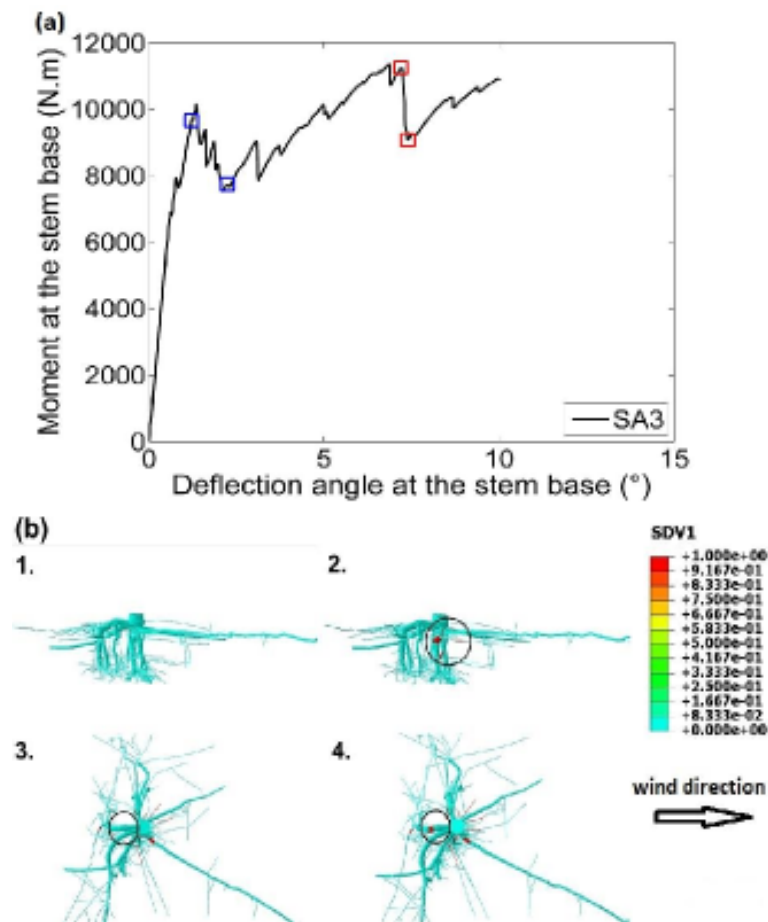 (a)
12000
10000
8000
6000
4000
2000
0
Moment at the stem base (N.m)
SA3
0 5 10 15
Deflection angle at the stem base (°)
(b)
1.
2.
3.
4.
SDV1
+1.000e+00
+9.167e-01
+8.333e-01
+7.500e-01
+6.667e-01
+5.833e-01
+5.000e-01
+4.167e-01
+3.333e-01
+2.500e-01
+1.667e-01
+8.333e-02
+0.000e+00
wind direction